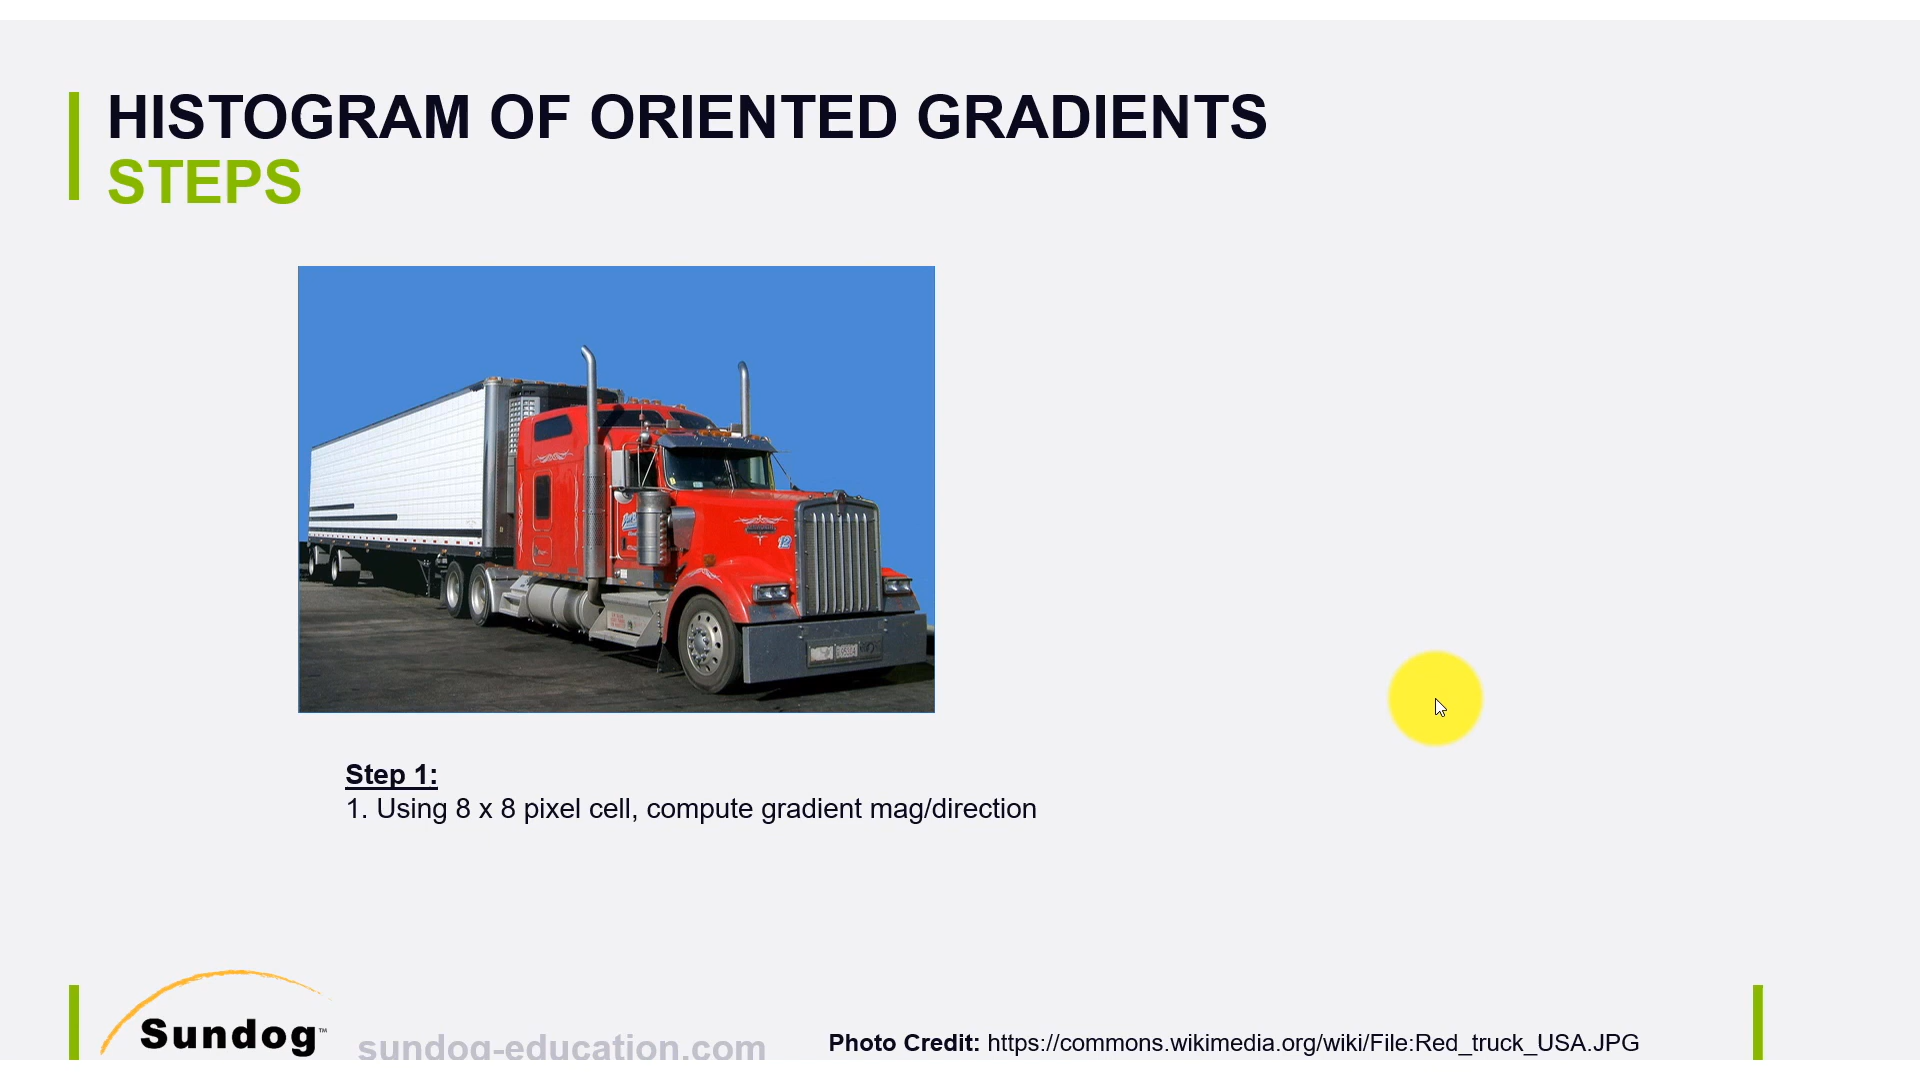 HISTOGRAM OF ORIENTED GRADIENTS
STEPS
12
Step 1:
1. Using 8 x 8 pixel cell, compute gradient mag/direction
Sundog™
sundog-education.com
Photo Credit: https://commons.wikimedia.org/wiki/File:Red_truck_USA.JPG